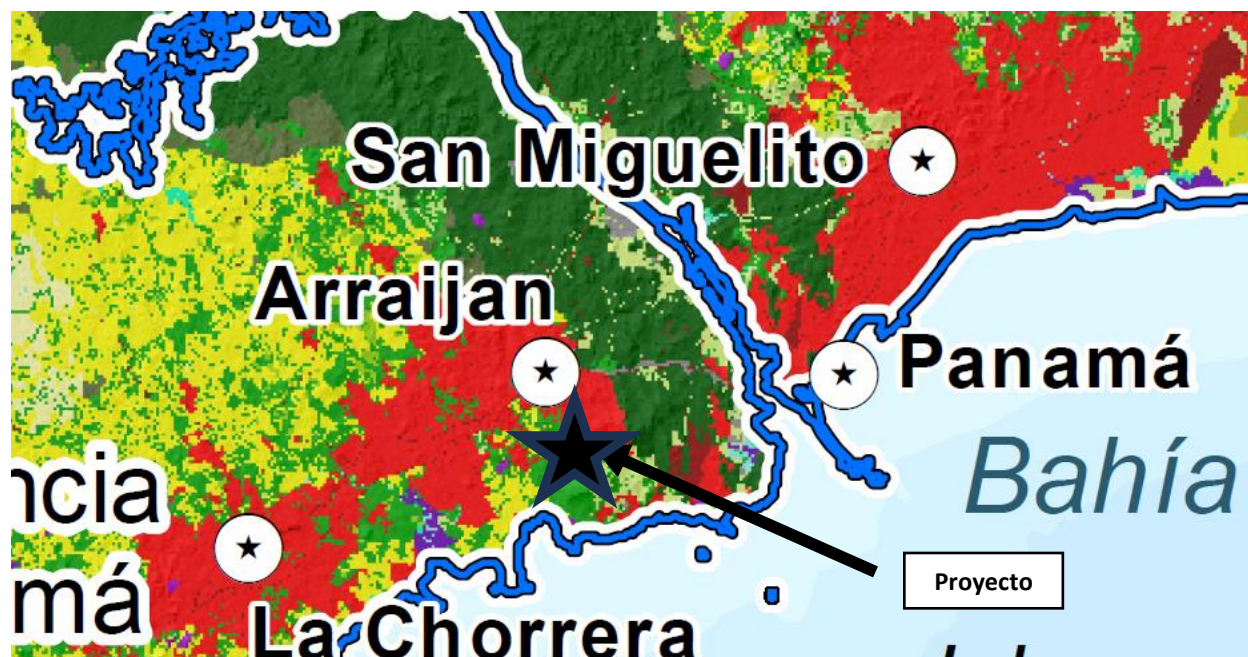 San Miguelito
Arraijan
Panamá
Bahía
ncia
má
Proyecto
La Chorrera